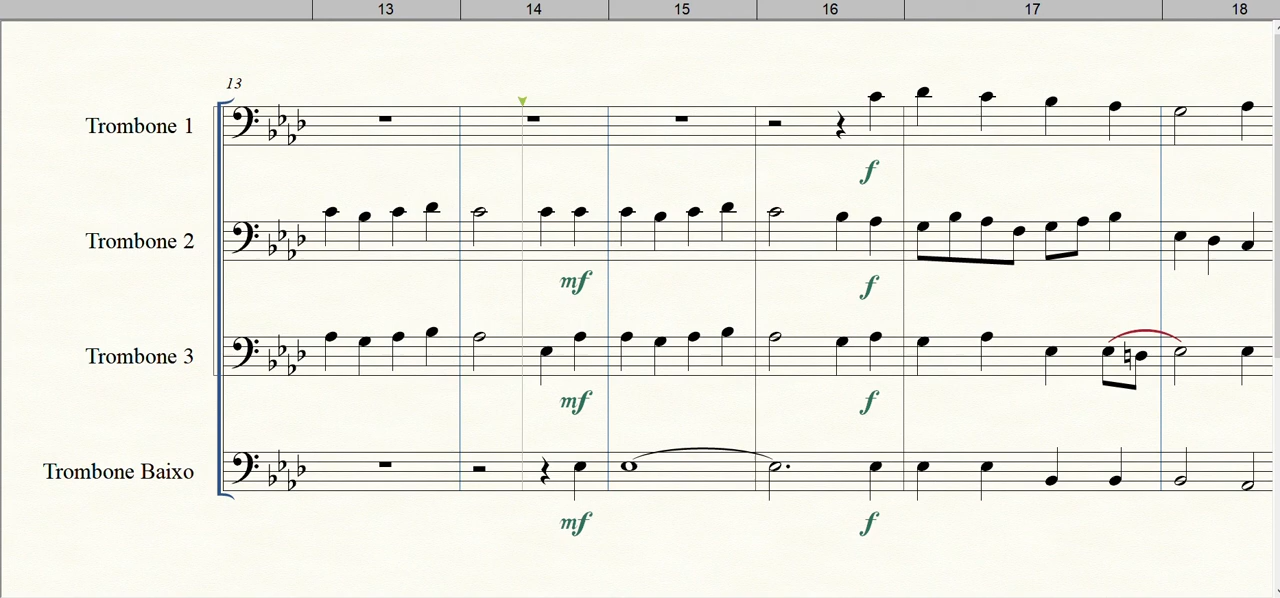 13 14 15 16 17 18
13
Trombone 1
f
Trombone 2
mf f
Trombone 3
mf f
Trombone Baixo
mf f